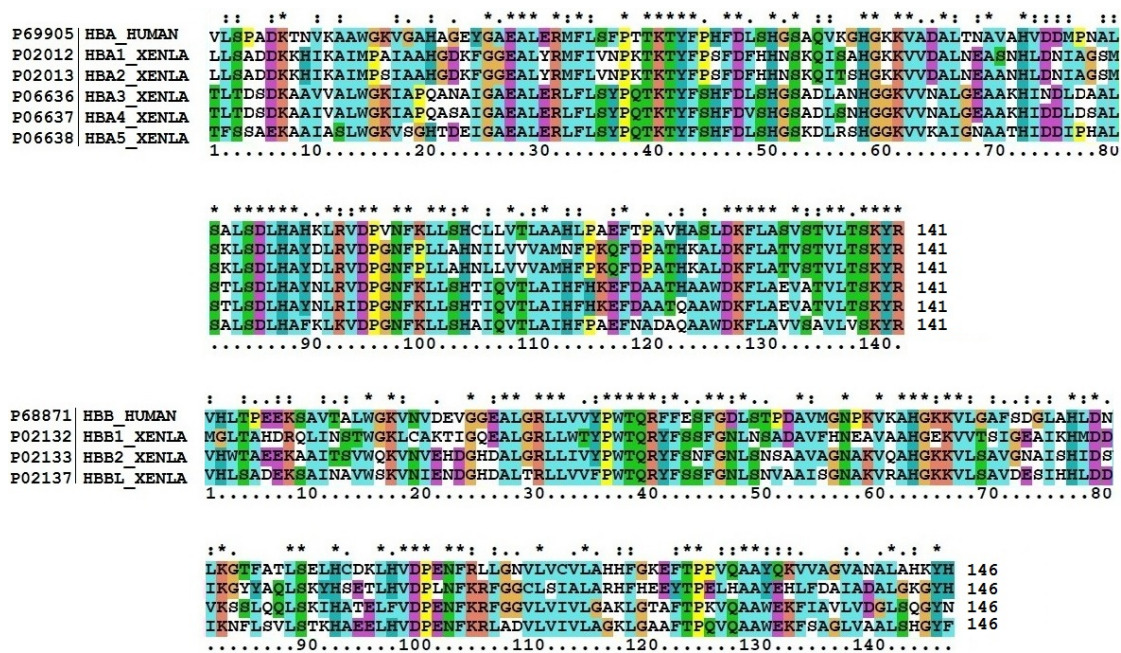 .:: * : : .: .: *.*** **:*: * ******. **. .:* .: :** ***..*: .* *::: ::
P69905 HBA_HUMAN VLSPADKTNVKAAWGKVGAHAGEYGAEALERMFLSFPTTKTYFPHFDLSHGSAQVKGHGKKVADALTNAVAHVDDMPNAL
P02012 HBA1_XENLA LLSADDKKHIKAIMPAIAAHGDKFGGEALYRMFIVNPKTKTYFPSFDFHHNSKQISAHGKKVVDALNEASNHLDNIAGSM
P02013 HBA2_XENLA LLSADDKKHIKAIMPSIAAHGDKFGGEALYRMFLVNPKTKTYFPSFDFHHNSKQITSHGKKVVDALNEAANHLDNIAGSM
P06636 HBA3_XENLA TLTDSDKAAVVALWGKIAPQANAIGAEALERLFLSYPQTKTYFSHFDLSHGSADLANHGGKVVNALGEAAKHINDLDAAL
P06637 HBA4_XENLA TLTDSDKAAIVALWGKIAPQASAIGAEALERLFLSYPQTKTYFSHFDVSHGSADLSNHGGKVVNALGEAAKHIDDLDSAL
P06638 HBA5_XENLA TFSSAEKAAIASLWGKVSGHTDEIGAEALERLFLSYPQTKTYFSHFDLSHGSKDLRSHGGKVVKAIGNAATHIDDIPHAL
1.......10........20........30........40........50........60........70........80
* ******..*:**** **:*.**: : .:.: :: :. . : : ******* ** **.****
SALSDLHAHKLRVDPVNFKLLSHCLLVTLAAHLPAEFTPAVHASLDKFLASVSTVLTSKYR 141
SKLSDLHAYDLRVDPGNFPLLAHNILVVVAMNFPKQFDPATHKALDKFLATVSTVLTSKYR 141
SKLSDLHAYDLRVDPGNFPLLAHNLLVVVAMHFPKQFDPATHKALDKFLATVSTVLTSKYR 141
STLSDLHAYNLRVDPGNFKLLSHTIQVTLAIHFHKEFDAATHAAWDKFLAEVATVLTSKYR 141
STLSDLHAYNLRIDPGNFKLLSHTIQVTLAIHFHKEFDAATQAAWDKFLAEVATVLTSKYR 141
SALSDLHAFKLKVDPGNFKLLSHAIQVTLAIHFPAEFNADAQAAWDKFLAVVSAVLVSKYR 141
.........90........100.......110.......120.......130.......140.
P68871 HBB_HUMAN VHLTPEEKSAVTALWGKVNVDEVGGEALGRLLVVYPWTQRFFESFGDLSTPDAVMGNPKVKAHGKKVLGAFSDGLAHLDN
P02132 HBB1_XENLA MGLTAHDRQLINSTWGKLCAKTIGQEALGRLLWTYPWTQRYFSSFGNLNSADAVFHNEAVAAHGEKVVTSIGEAIKHMDD
P02133 HBB2_XENLA VHWTAEEKAAITSVWQKVNVEHDGHDALGRLLIVYPWTQRYFSNFGNLSNSAAVAGNAKVQAHGKKVLSAVGNAISHIDS
P02137 HBBL_XENLA VHLSADEKSAINAVWSKVNIENDGHDALTRLLVVFPWTQRYFSSFGNLSNVAAISGNAKVRAHGKKVLSAVDESIHHLDD
1.......10........20........30........40........50........60........70........80
LKGTFATLSELHCDKLHVDPENFRLLGNVLVCVLAHHFGKEFTPPVQAAYQKVVAGVANALAHKYH 146
IKGYYAQLSKYHSETLHVDPLNFKRFGGCLSIALARHFHEEYTPELHAAYEHLFDAIADALGKGYH 146
VKSSLQQLSKIHATELFVDPENFKRFGGVLVIVLGAKLGTAFTPKVQAAWEKFIAVLVDGLSQGYN 146
IKNFLSVLSTKHAEELHVDPENFKRLADVLVIVLAGKLGAAFTPQVQAAWEKFSAGLVAALSHGYF 146
.........90........100.......110.......120.......130.......140......